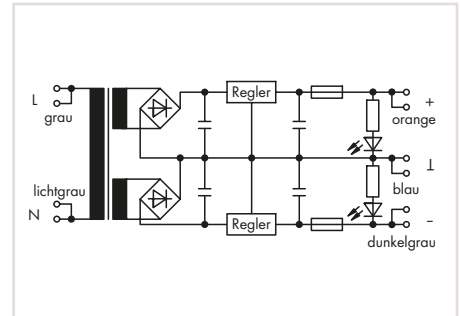 L
grau
lichtgrau
N
Regler
Regler
+
orange
⊥
blau
–
dunkelgrau